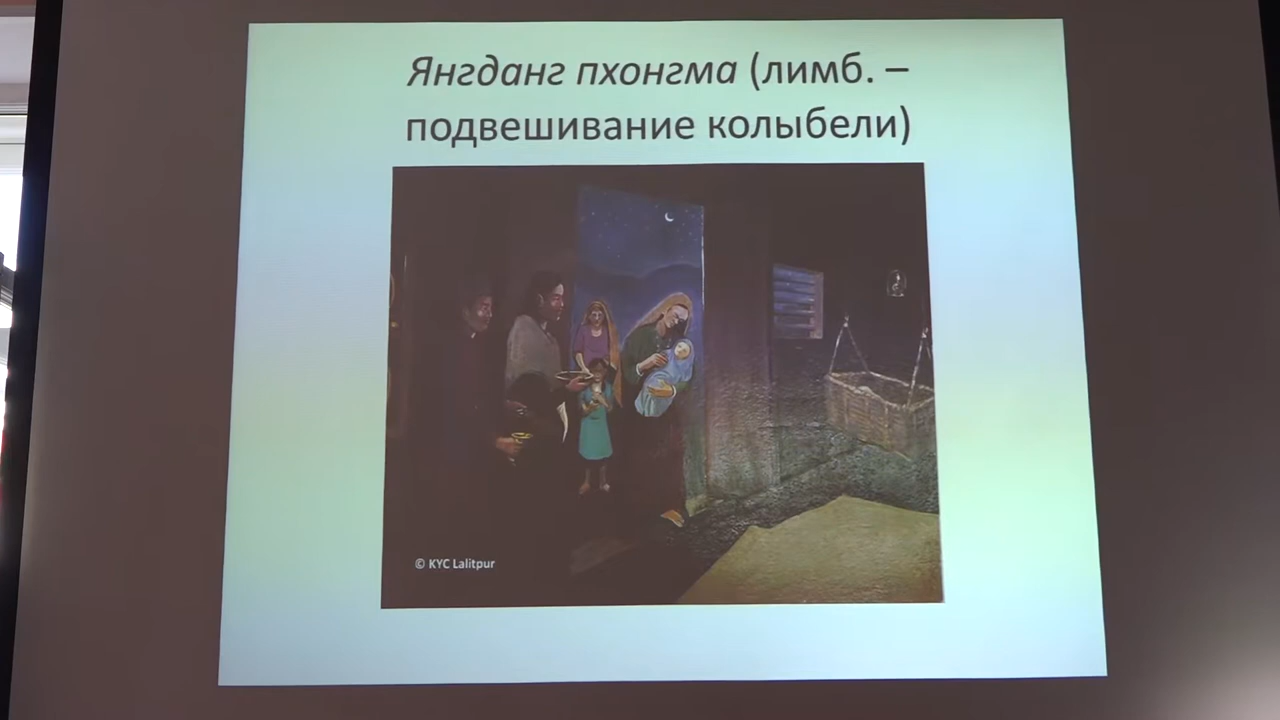 Янгданг пхонгма (лимб. –
подвешивание колыбели)
© KYC Lalitpur